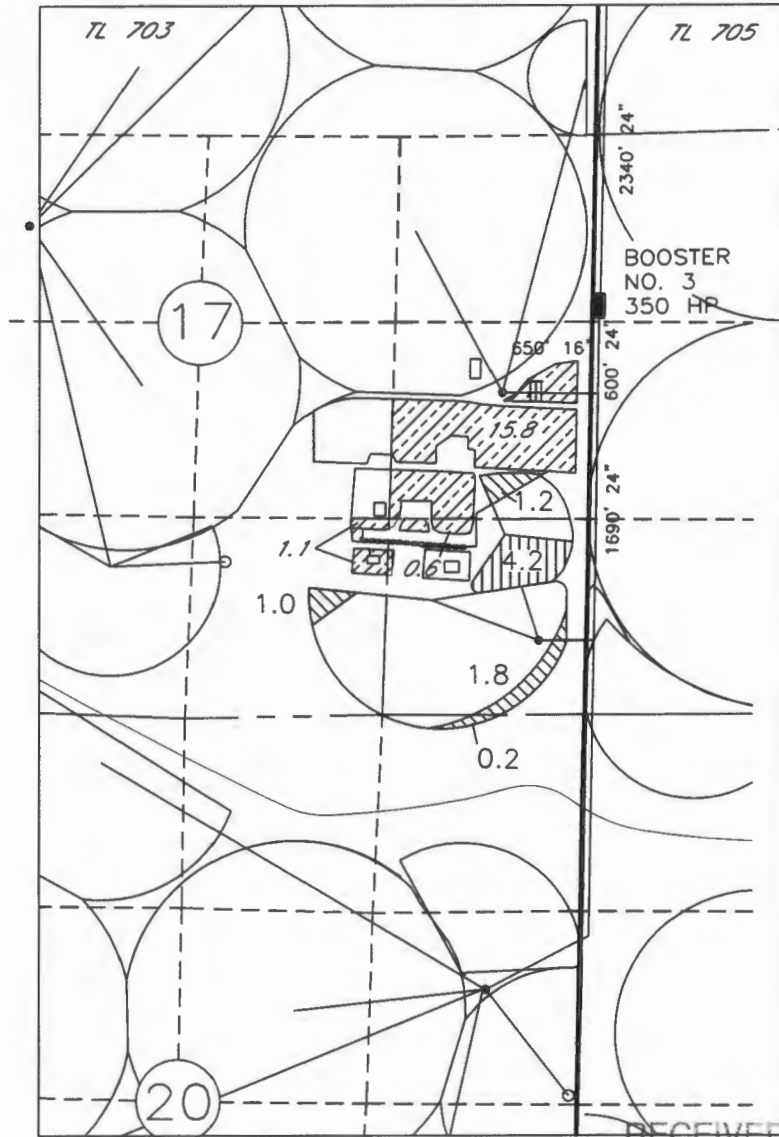 TL 703
TL 705
2340' 24"
BOOSTER
NO. 3
350 HP
17
650' 16"
600' 24"
15.8
1690' 24"
1.2
1.1
0.6
4.2
1.0
1.8
0.2
20
RECEIVED